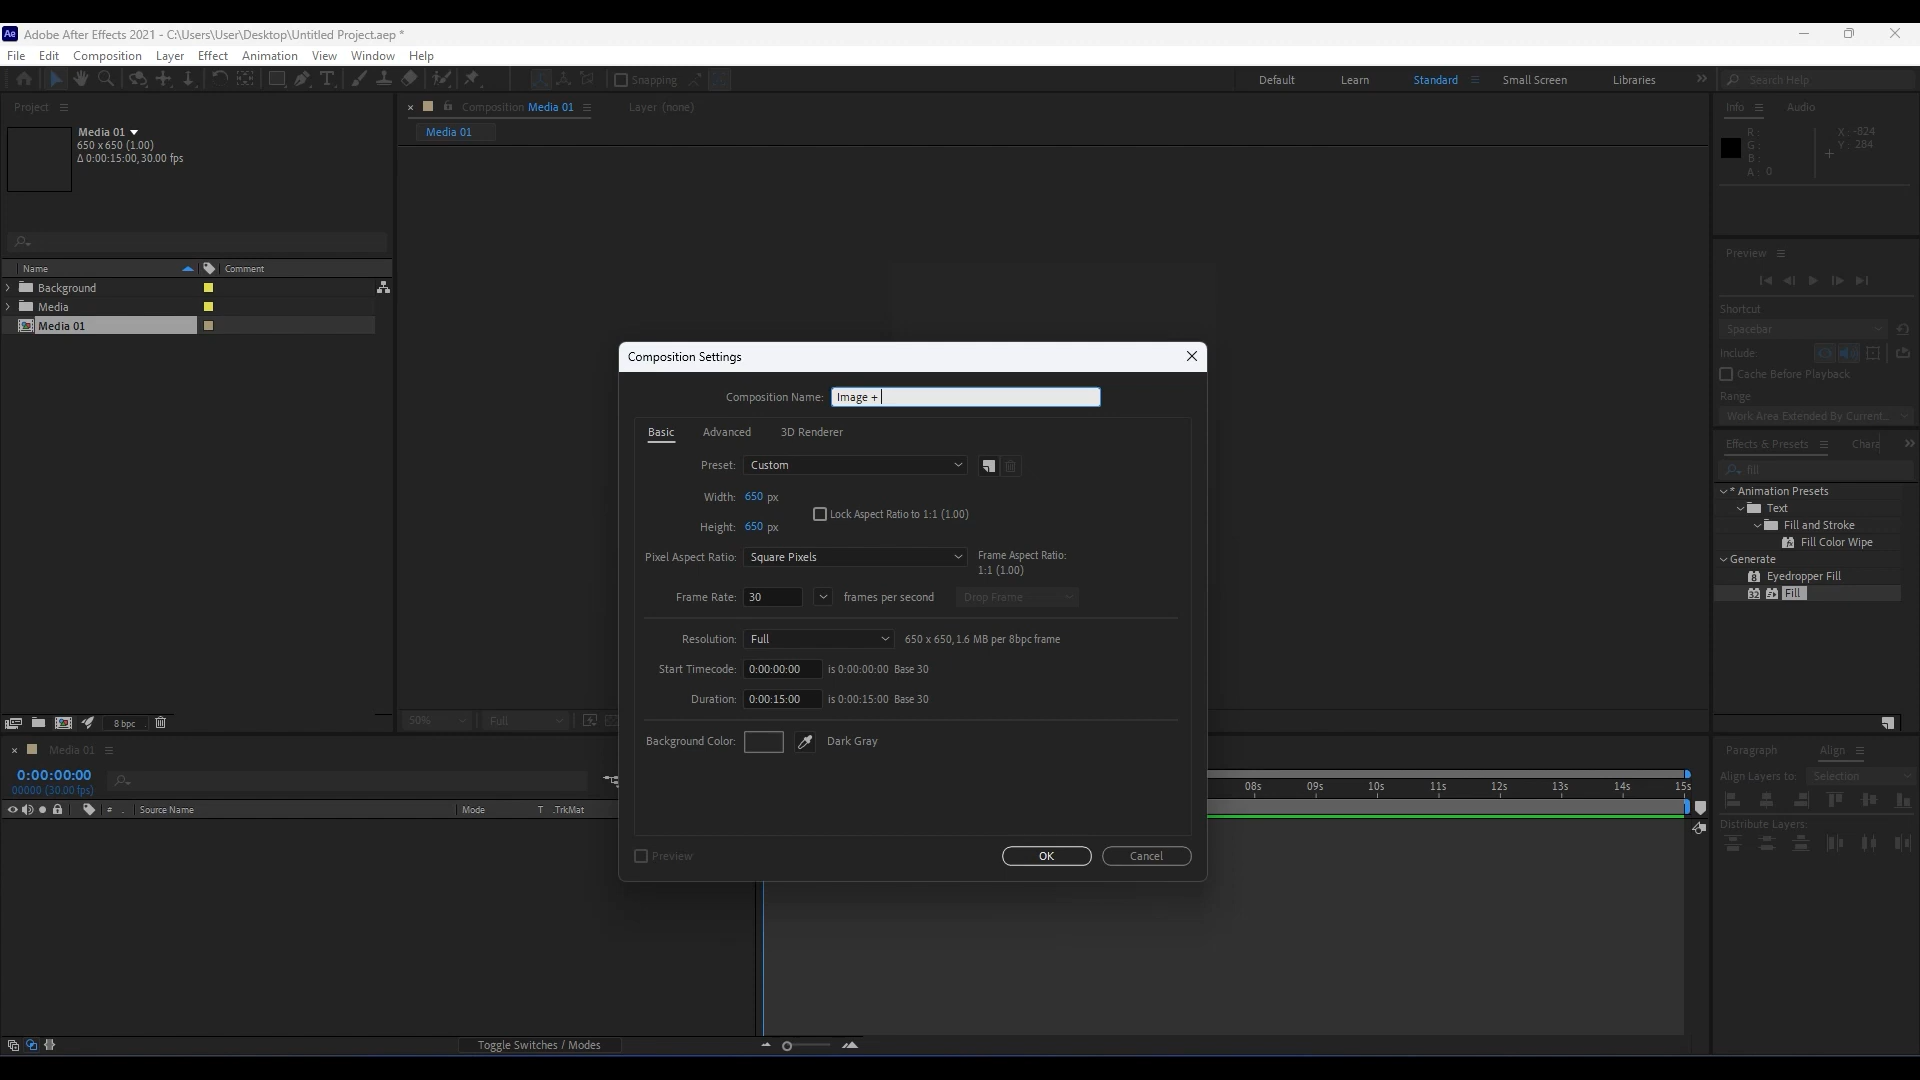 Adobe After Effects 2021 - C:\Users\User\Desktop\Untitled Project.aep *
File Edit Composition Layer Effect Animation View Window Help
Snapping
Default Learn Standard Small Screen Libraries
Search Help
Project
Media 01
650 x 650 (1.00)
Δ 0:00:15:00, 30.00 fps
Name Comment
Background
Media
Media 01
8 bpc
Composition Media 01 Layer (none)
Media 01
50% Full
Composition Settings
Composition Name: Image +
Basic Advanced 3D Renderer
Preset: Custom
Width: 650 px
Lock Aspect Ratio to 1:1 (1.00)
Height: 650 px
Pixel Aspect Ratio: Square Pixels
Frame Aspect Ratio:
1:1 (1.00)
Frame Rate: 30 frames per second Drop Frame
Resolution: Full 650 x 650, 1.6 MB per 8bpc frame
Start Timecode: 0:00:00:00 is 0:00:00:00 Base 30
Duration: 0:00:15:00 is 0:00:15:00 Base 30
Background Color: Dark Gray
Preview OK Cancel
Info Audio
R:
G:
B:
A: 0
X: -824
Y: 284
Preview
Shortcut
Spacebar
Include:
Cache Before Playback
Range
Work Area Extended By Current...
Effects & Presets Chara
fill
* Animation Presets
Text
Fill and Stroke
Fill Color Wipe
Generate
Eyedropper Fill
32 Fill
Media 01
0:00:00:00
00000 (30.00 fps)
# Source Name Mode T .TrkMat
08s 09s 10s 11s 12s 13s 14s 15s
Toggle Switches / Modes
Paragraph Align
Align Layers to: Selection
Distribute Layers: